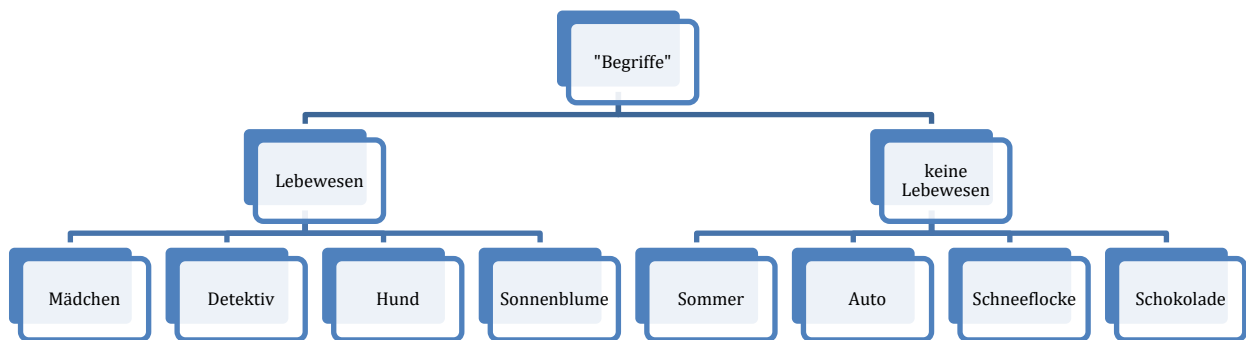 "Begriffe"
Lebewesen
keine
Lebewesen
Mädchen
Detektiv
Hund
Sonnenblume
Sommer
Auto
Schneeflocke
Schokolade